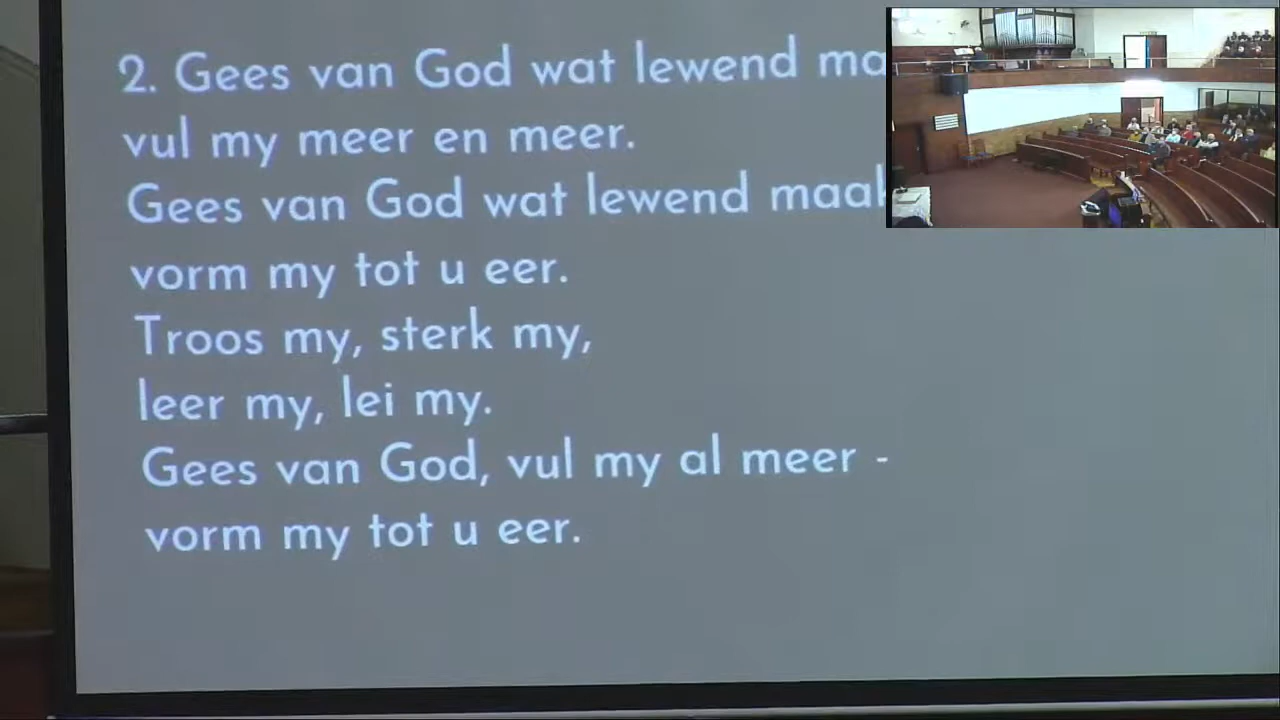 2. Gees van God wat lewend
vul my meer en meer.
Gees van God wat lewend maak
vorm my tot u eer.
Troos my, sterk my,
leer my, lei my.
Gees van God, vul my al meer -
vorm my tot u eer.